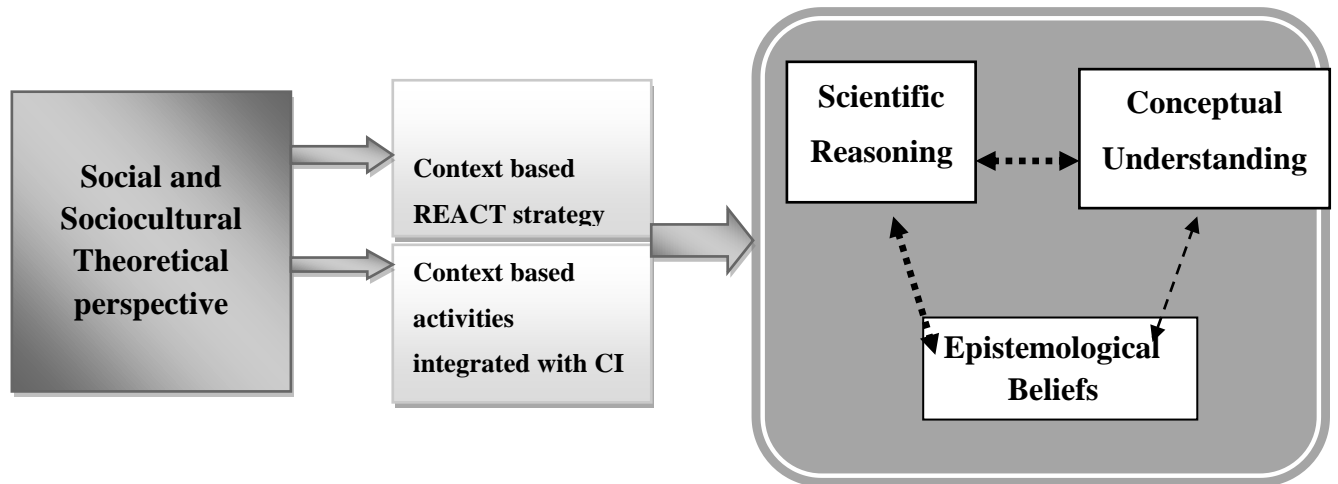 Social and
Sociocultural
Theoretical
perspective
Context based
REACT strategy
Context based
activities
integrated with CI
Scientific
Reasoning
Conceptual
Understanding
Epistemological
Beliefs